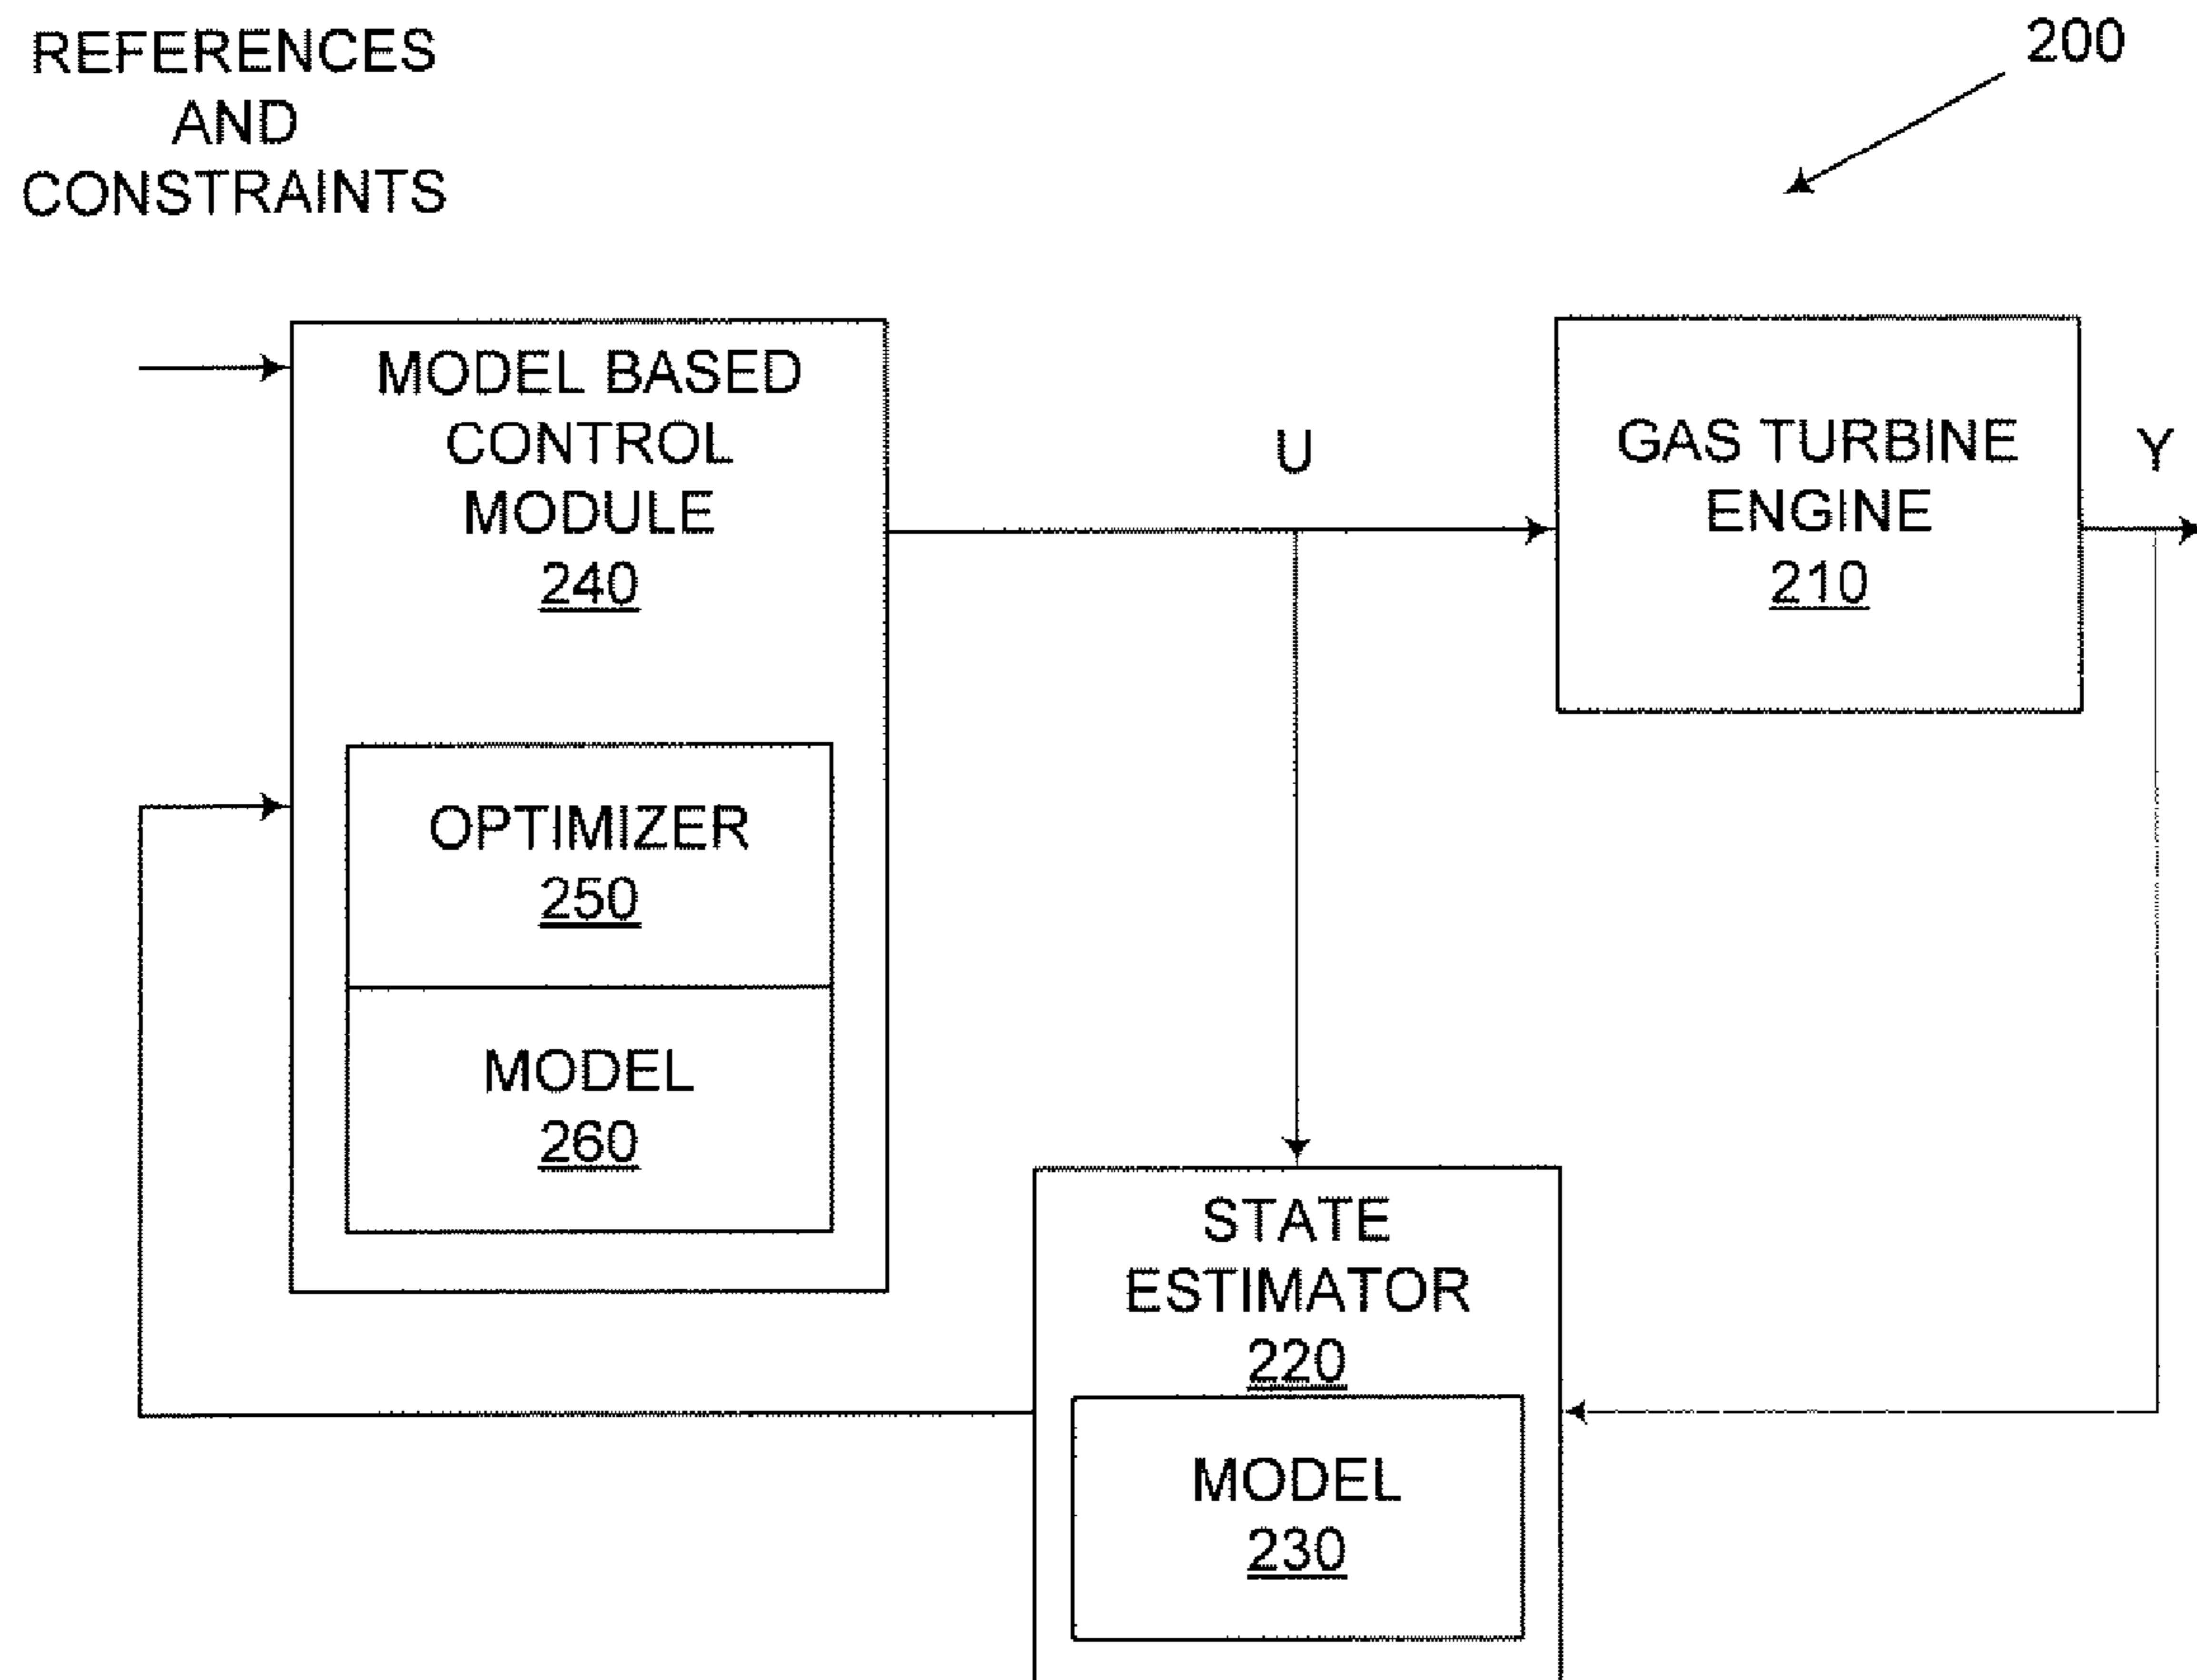 REFERENCES
AND
CONSTRAINTS
200
MODEL BASED
CONTROL
MODULE
240
U
GAS TURBINE
ENGINE
210
Y
OPTIMIZER
250
MODEL
260
STATE
ESTIMATOR
220
MODEL
230